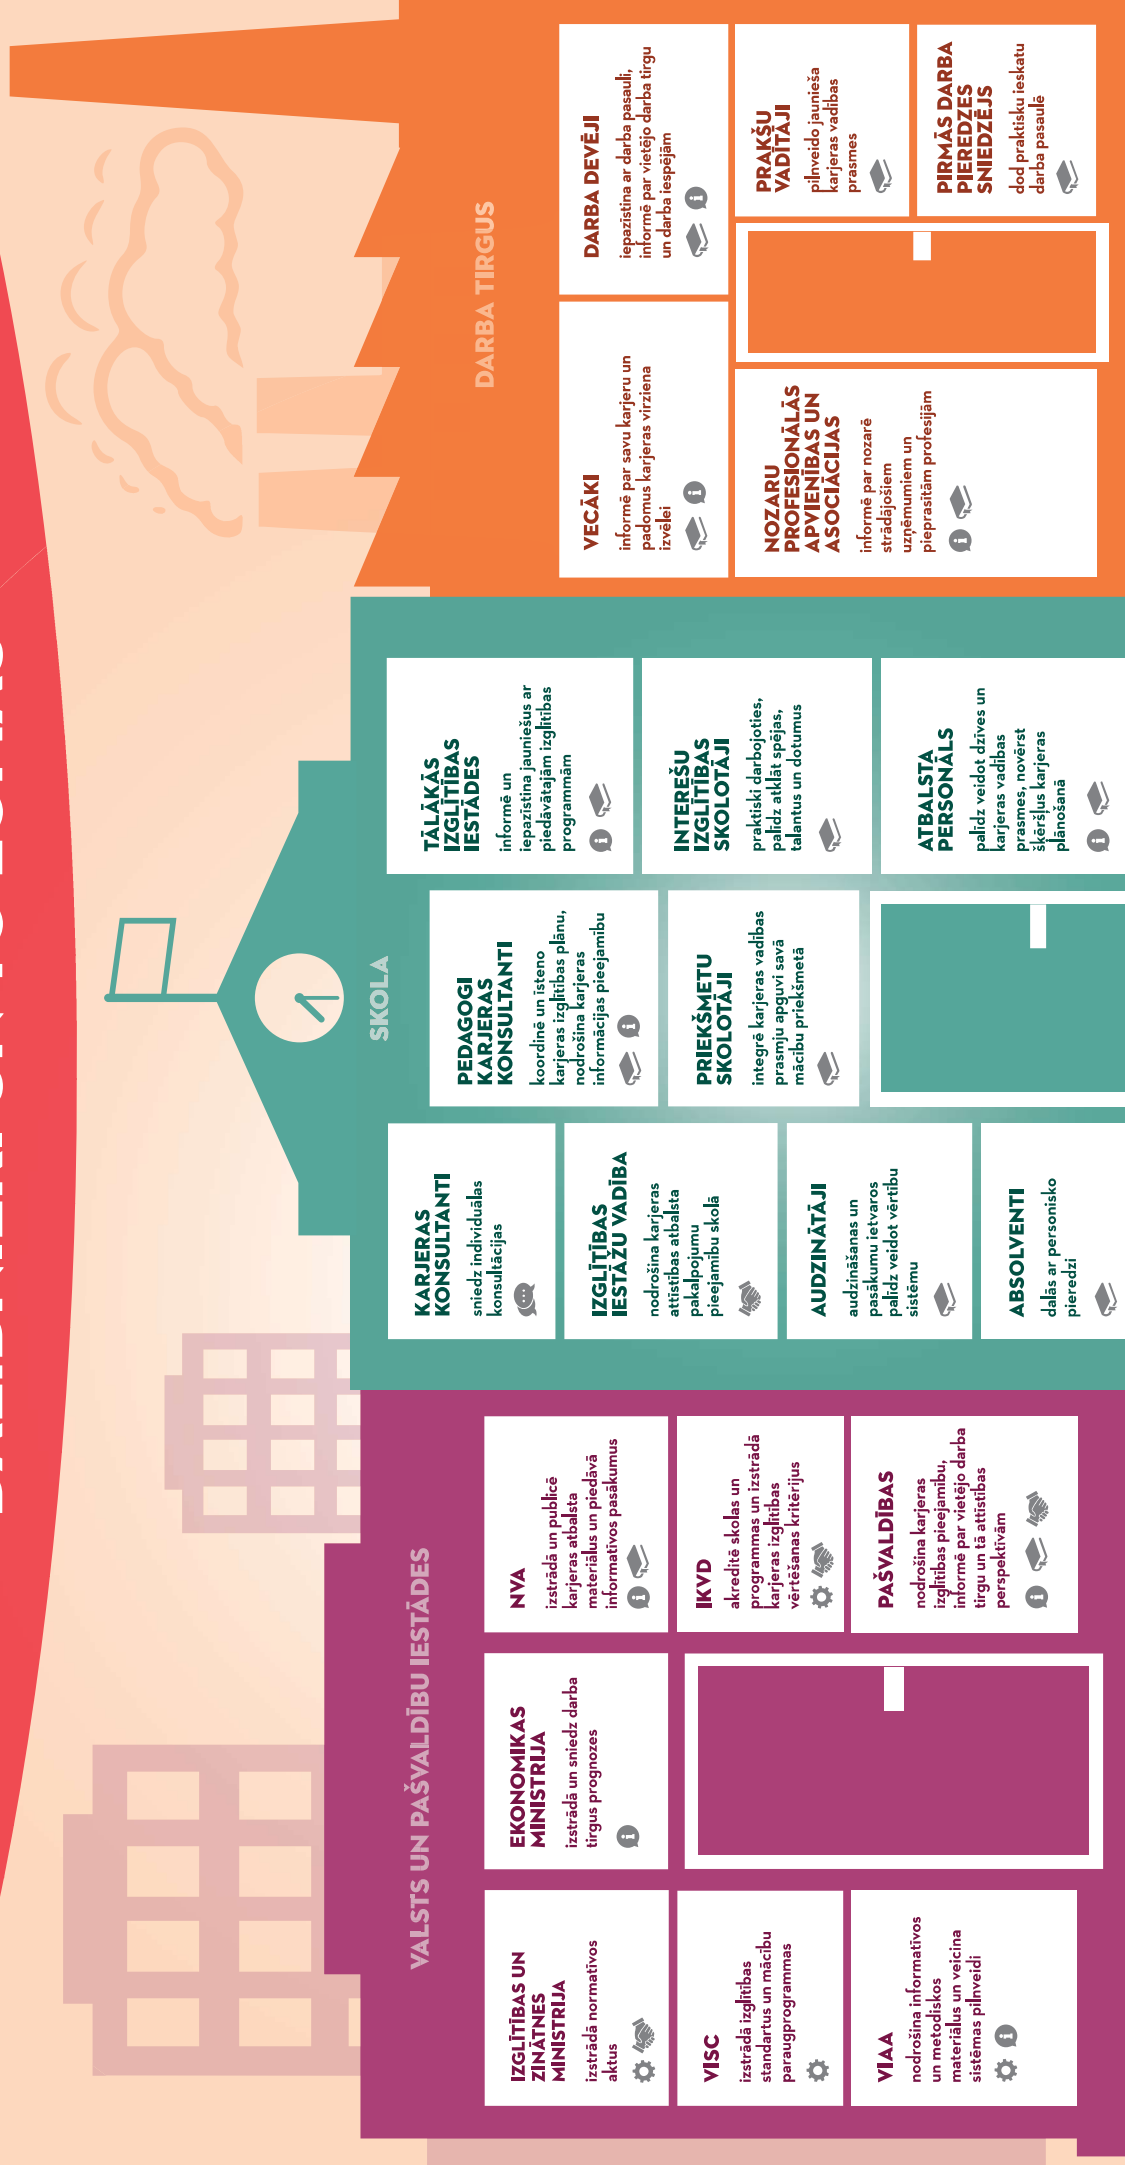 VALSTS UN PAŠVALDĪBU IESTĀDES
IZGLĪTĪBAS UN
ZINĀTNES
MINISTRIJA
izstrādā normatīvos
aktus
VISC
izstrādā izglītības
standartus un mācību
paraugprogrammas
VIAA
nodrošina informatīvos
un metodiskos
materiālus un veicina
sistēmas pilnveidi
EKONOMIKAS
MINISTRIJA
izstrādā un sniedz darba
tirgus prognozes
NVA
izstrādā un publicē
karjeras atbalsta
materiālus un piedāvā
informatīvos pasākumus
IKVD
akreditē skolas un
programmas un izstrādā
karjeras izglītības
vērtēšanas kritērijus
PAŠVALDĪBAS
nodrošina karjeras
izglītības pieejamību,
informē par vietējo darba
tirgu un tā attīstības
perspektīvām
SKOLA
KARJERAS
KONSULTANTI
sniedz individuālas
konsultācijas
IZGLĪTĪBAS
IESTĀŽU VADĪBA
nodrošina karjeras
attīstības atbalsta
pakalpojumu
pieejamību skolā
AUDZINĀTĀJI
audzināšanas un
pasākumu ietvaros
palīdz veidot vērtību
sistēmu
ABSOLVENTI
dalās ar personisko
pieredzi
PEDAGOGI
KARJERAS
KONSULTANTI
koordinē un īsteno
karjeras izglītības plānu,
nodrošina karjeras
informācijas pieejamību
PRIEKŠMETU
SKOLOTĀJI
integrē karjeras vadības
prasmju apguvi savā
mācību priekšmetā
TĀLĀKĀS
IZGLĪTĪBAS
IESTĀDES
informē un
iepazīstina jauniešus ar
piedāvātajām izglītības
programmām
INTEREŠU
IZGLĪTĪBAS
SKOLOTĀJI
praktiski darbojoties,
palīdz atklāt spējas,
talantus un dotumus
ATBALSTA
PERSONĀLS
palīdz veidot dzīves un
karjeras vadības
prasmes, novērst
šķēršļus karjeras
plānošanā
DARBA TIRGUS
VECĀKI
informē par savu karjeru un
padomus karjeras virziena
izvēlei
NOZARU
PROFESIONĀLĀS
APVIENĪBAS UN
ASOCIĀCIJAS
informē par nozarē
strādājošiem
uzņēmumiem un
pieprasītām profesijām
DARBA DEVĒJI
iepazīstina ar darba pasauli,
informē par vietējo darba tirgu
un darba iespējām
PRAKŠU
VADĪTĀJI
pilnveido jaunieša
karjeras vadības
prasmes
PIRMĀS DARBA
PIEREDZES
SNIEDZĒJS
dod praktisku ieskatu
darba pasaulē